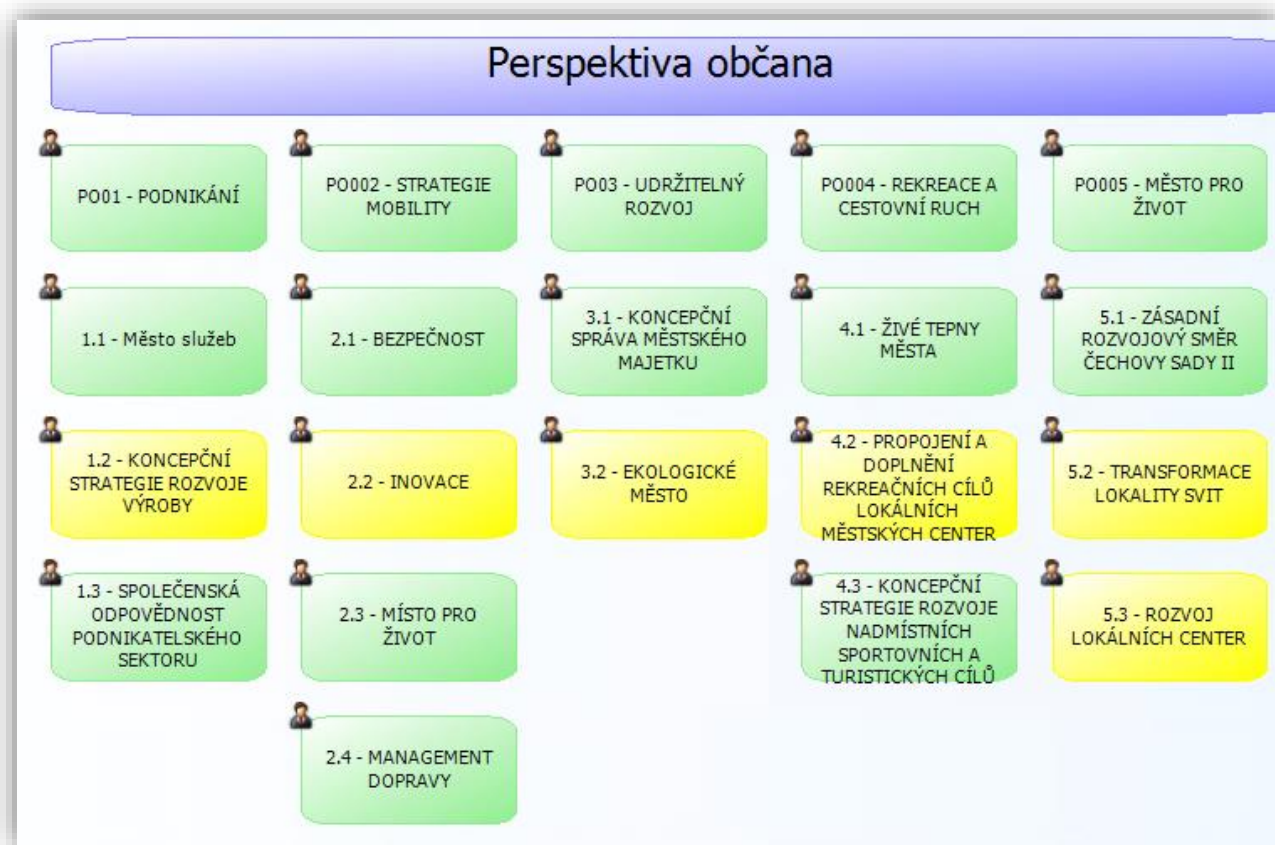 Perspektiva občana
PO01 - PODNIKÁNÍ
PO002 - STRATEGIE
MOBILITY
PO03 - UDRŽITELNÝ
ROZVOJ
PO004 - REKREACE A
CESTOVNÍ RUCH
PO005 - MĚSTO PRO
ŽIVOT
1.1 - Město služeb
2.1 - BEZPEČNOST
3.1 - KONCEPČNÍ
SPRÁVA MĚSTSKÉHO
MAJETKU
4.1 - ŽIVÉ TEPNY
MĚSTA
5.1 - ZÁSADNÍ
ROZVOJOVÝ SMĚR
ČECHOVY SADY II
1.2 - KONCEPČNÍ
STRATEGIE ROZVOJE
VÝROBY
2.2 - INOVACE
3.2 - EKOLOGICKÉ
MĚSTO
4.2 - PROPOJENÍ A
DOPLNĚNÍ
REKREAČNÍCH CÍLŮ
LOKÁLNÍCH
MĚSTSKÝCH CENTER
5.2 - TRANSFORMACE
LOKALITY SVIT
1.3 - SPOLEČENSKÁ
ODPOVĚDNOST
PODNIKATELSKÉHO
SEKTORU
2.3 - MÍSTO PRO
ŽIVOT
4.3 - KONCEPČNÍ
STRATEGIE ROZVOJE
NADMÍSTNÍCH
SPORTOVNÍCH A
TURISTICKÝCH CÍLŮ
5.3 - ROZVOJ
LOKÁLNÍCH CENTER
2.4 - MANAGEMENT
DOPRAVY